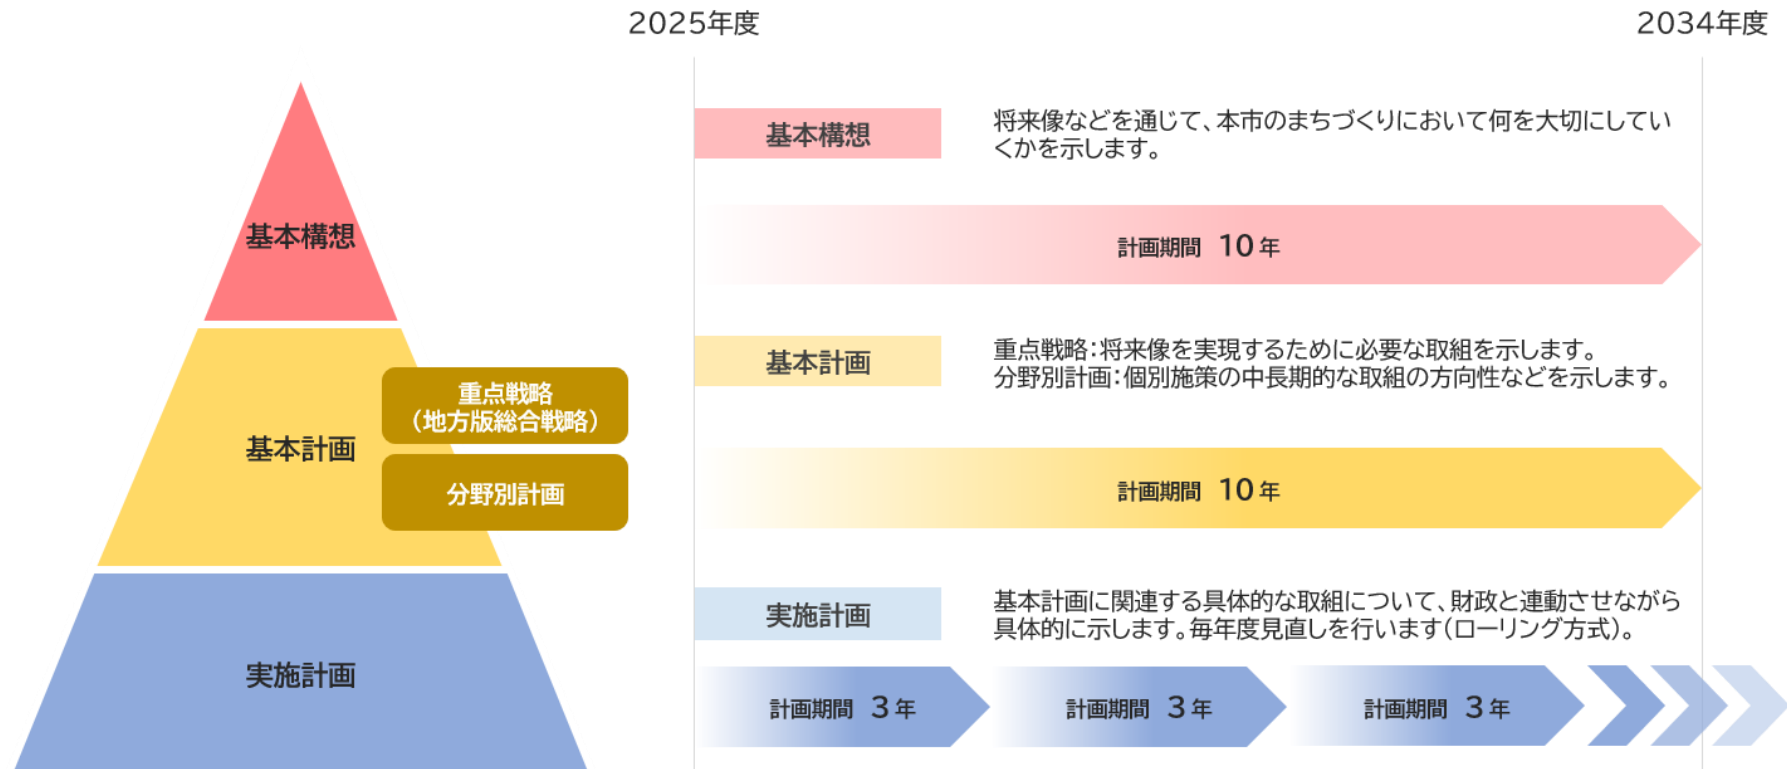 2025年度
2034年度
基本構想
基本計画
重点戦略
（地方版総合戦略）
分野別計画
実施計画
基本構想
将来像などを通じて、本市のまちづくりにおいて何を大切にしてい
くかを示します。
計画期間 10年
基本計画
重点戦略：将来像を実現するために必要な取組を示します。
分野別計画：個別施策の中長期的な取組の方向性などを示します。
計画期間 10年
実施計画
基本計画に関連する具体的な取組について、財政と連動させながら
具体的に示します。毎年度見直しを行います（ローリング方式）。
計画期間 3年
計画期間 3年
計画期間 3年